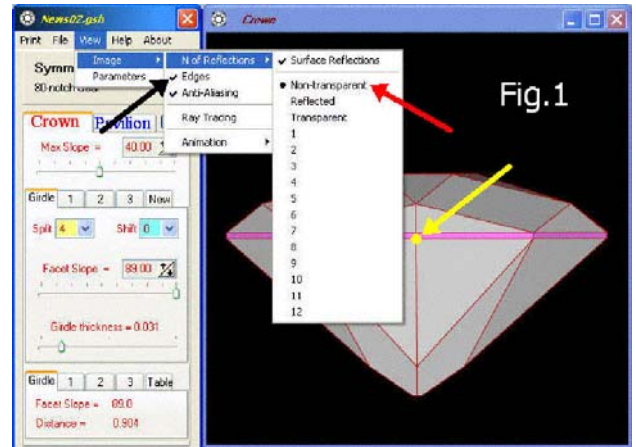 News02.gsh
Crown
Print File View Help About
Image
Parameters
N of Reflections
Edges
Anti-Aliasing
Ray Tracing
Animation
Surface Reflections
Non-transparent
Reflected
Transparent
1
2
3
4
5
6
7
8
9
10
11
12
Fig.1
Symm
80-notch
Crown Pavilion
Max Slope = 40.00
Girdle 1 2 3 New
Split 4 Shift 0
Facet Slope = 89.00
Girdle thickness = 0.031
Girdle 1 2 3 Table
Facet Slope = 89.0
Distance = 0.904